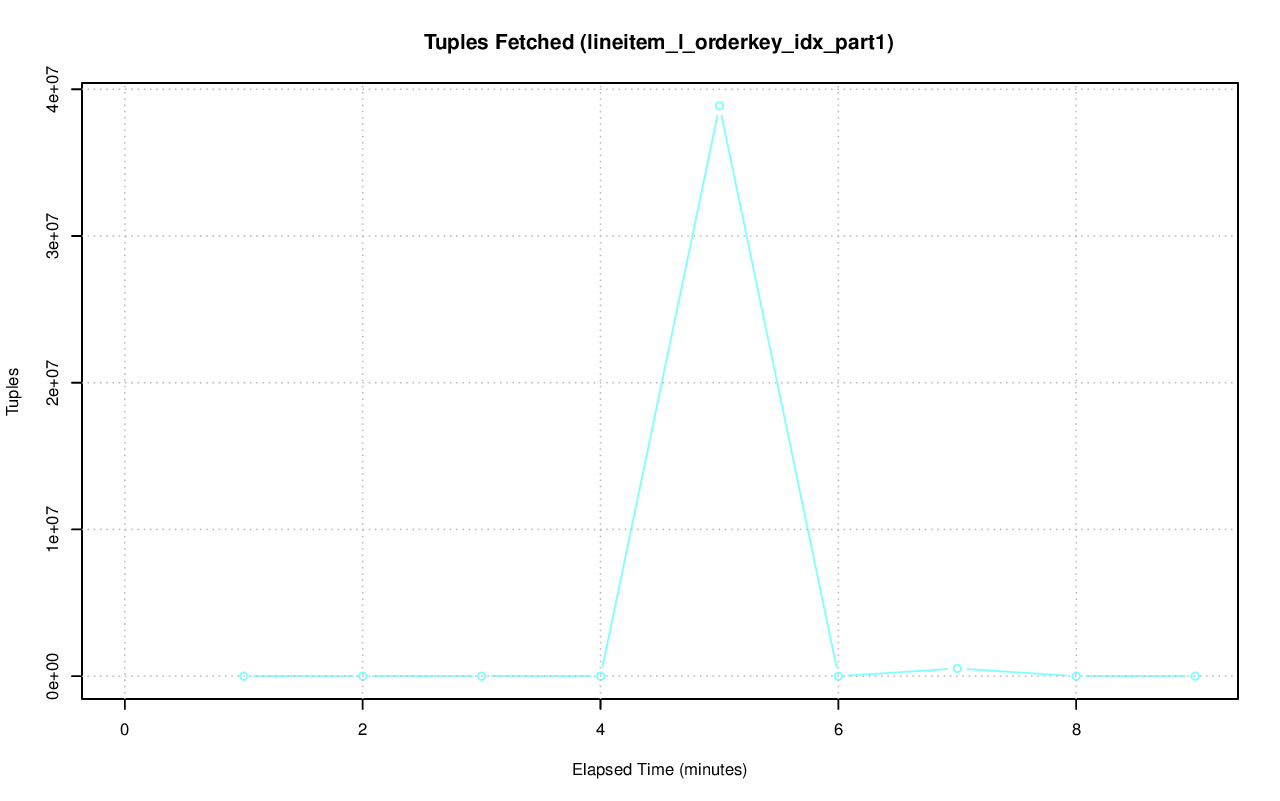 Tuples Fetched (lineitem_l_orderkey_idx_part1)
4e+07
3e+07
2e+07
1e+07
0e+00
Tuples
0 2 4 6 8
Elapsed Time (minutes)